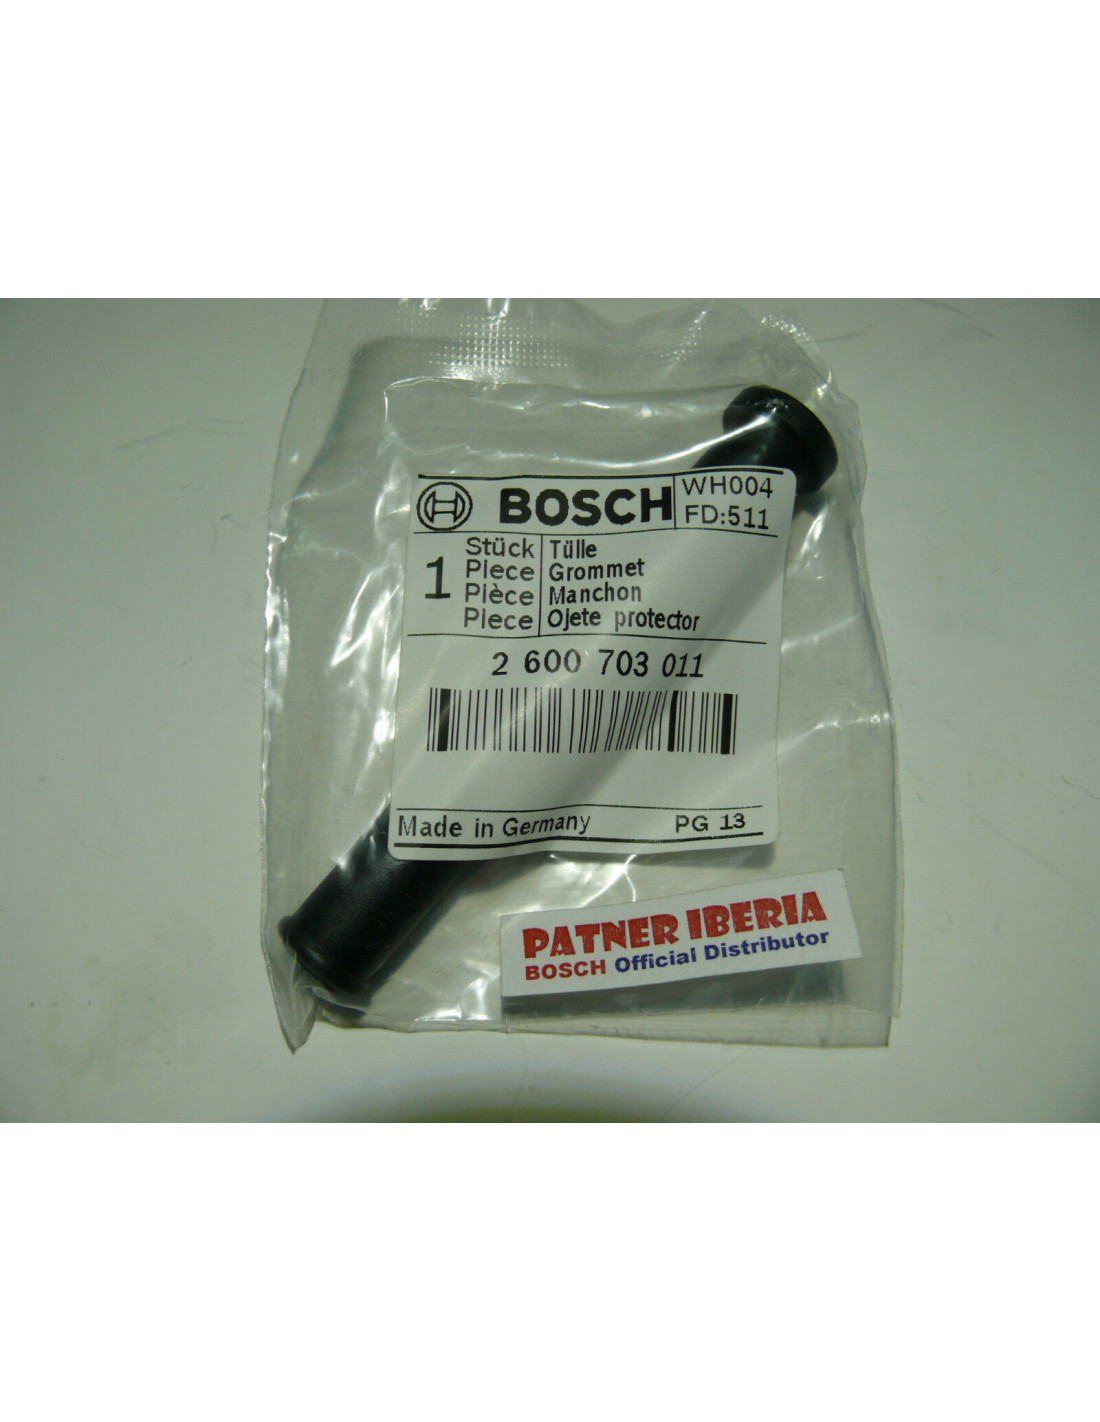 BOSCH
WH004
FD:511
1
Stück
Piece
Pièce
Piece
Tülle
Grommet
Manchon
Ojete protector
2 600 703 011
Made in Germany
PG 13
PATNER IBERIA
BOSCH Official Distributor